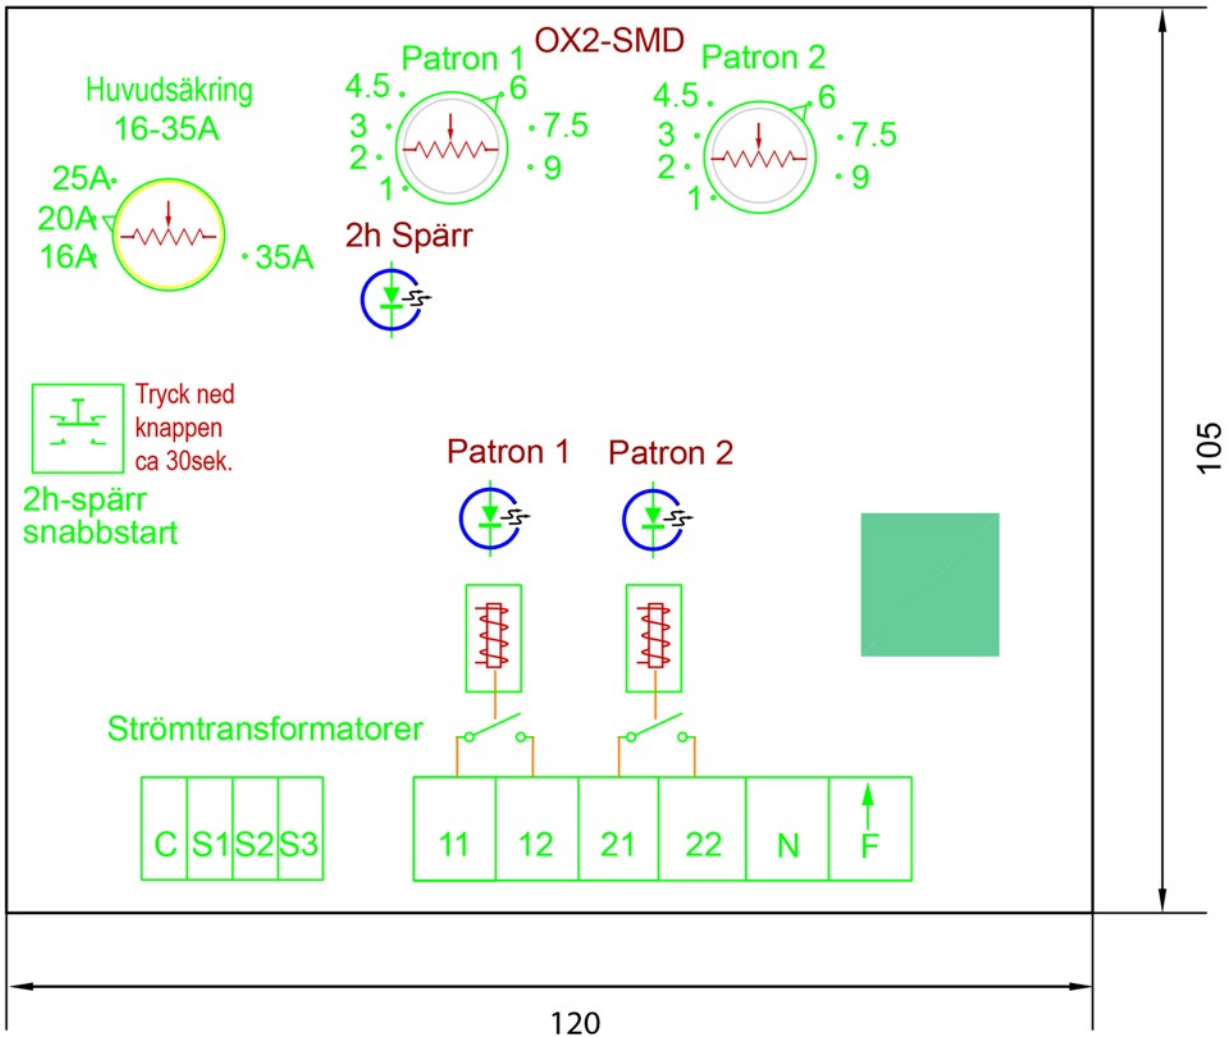 OX2-SMD
Patron 1
Patron 2
Huvudsäkring
16-35A
4.5
6
3
7.5
2
9
1
4.5
6
3
7.5
2
9
1
25A
20A
16A
35A
2h Spärr
Tryck ned
knappen
ca 30sek.
2h-spärr
snabbstart
Patron 1
Patron 2
105
Strömtransformatorer
C
S1
S2
S3
11
12
21
22
N
F
120